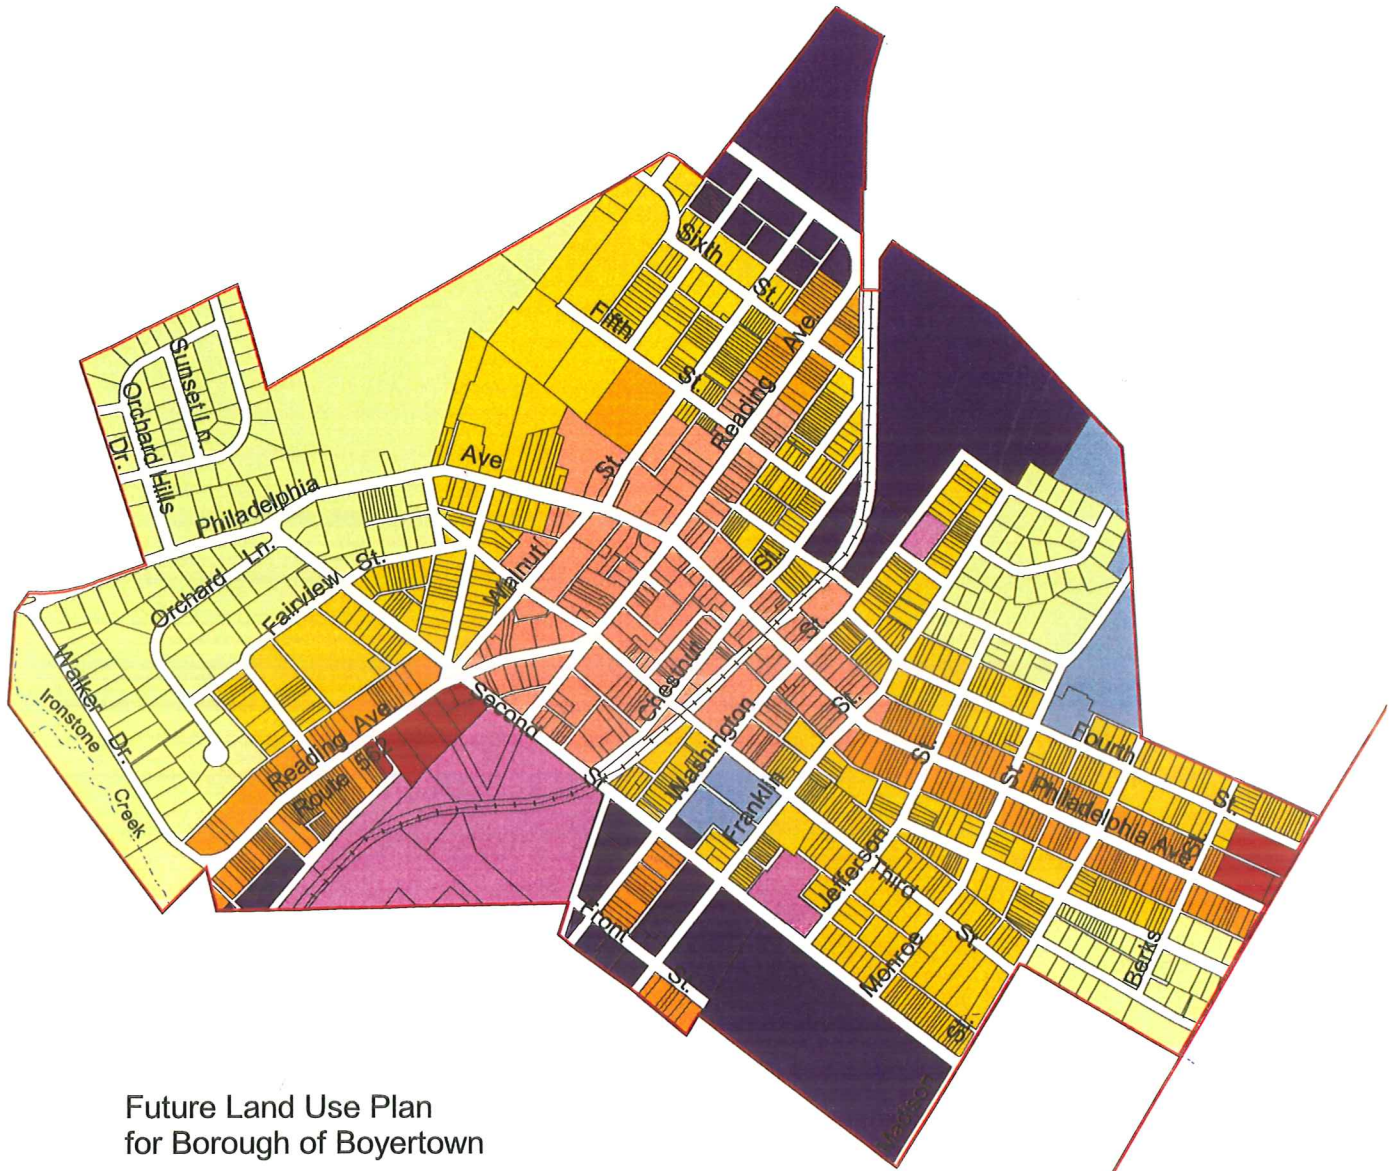 Sixth
St.
Fifth
St.
Ave
Reading
Sunset Ln.
Orchard Hills
Dr.
Ave
St.
Philadelphia
Orchard Ln.
Fairview St.
Walnut
St.
St.
Chestnut
St.
Walker Dr.
Ironstone
Creek
Second
St.
Reading Ave
Route 562
Washington
Franklin
Fourth
St.
St.
St.
Philadelphia Ave
St.
Jefferson
Third
St.
Front
St.
Monroe
St.
Berks
Madison
Future Land Use Plan
for Borough of Boyertown